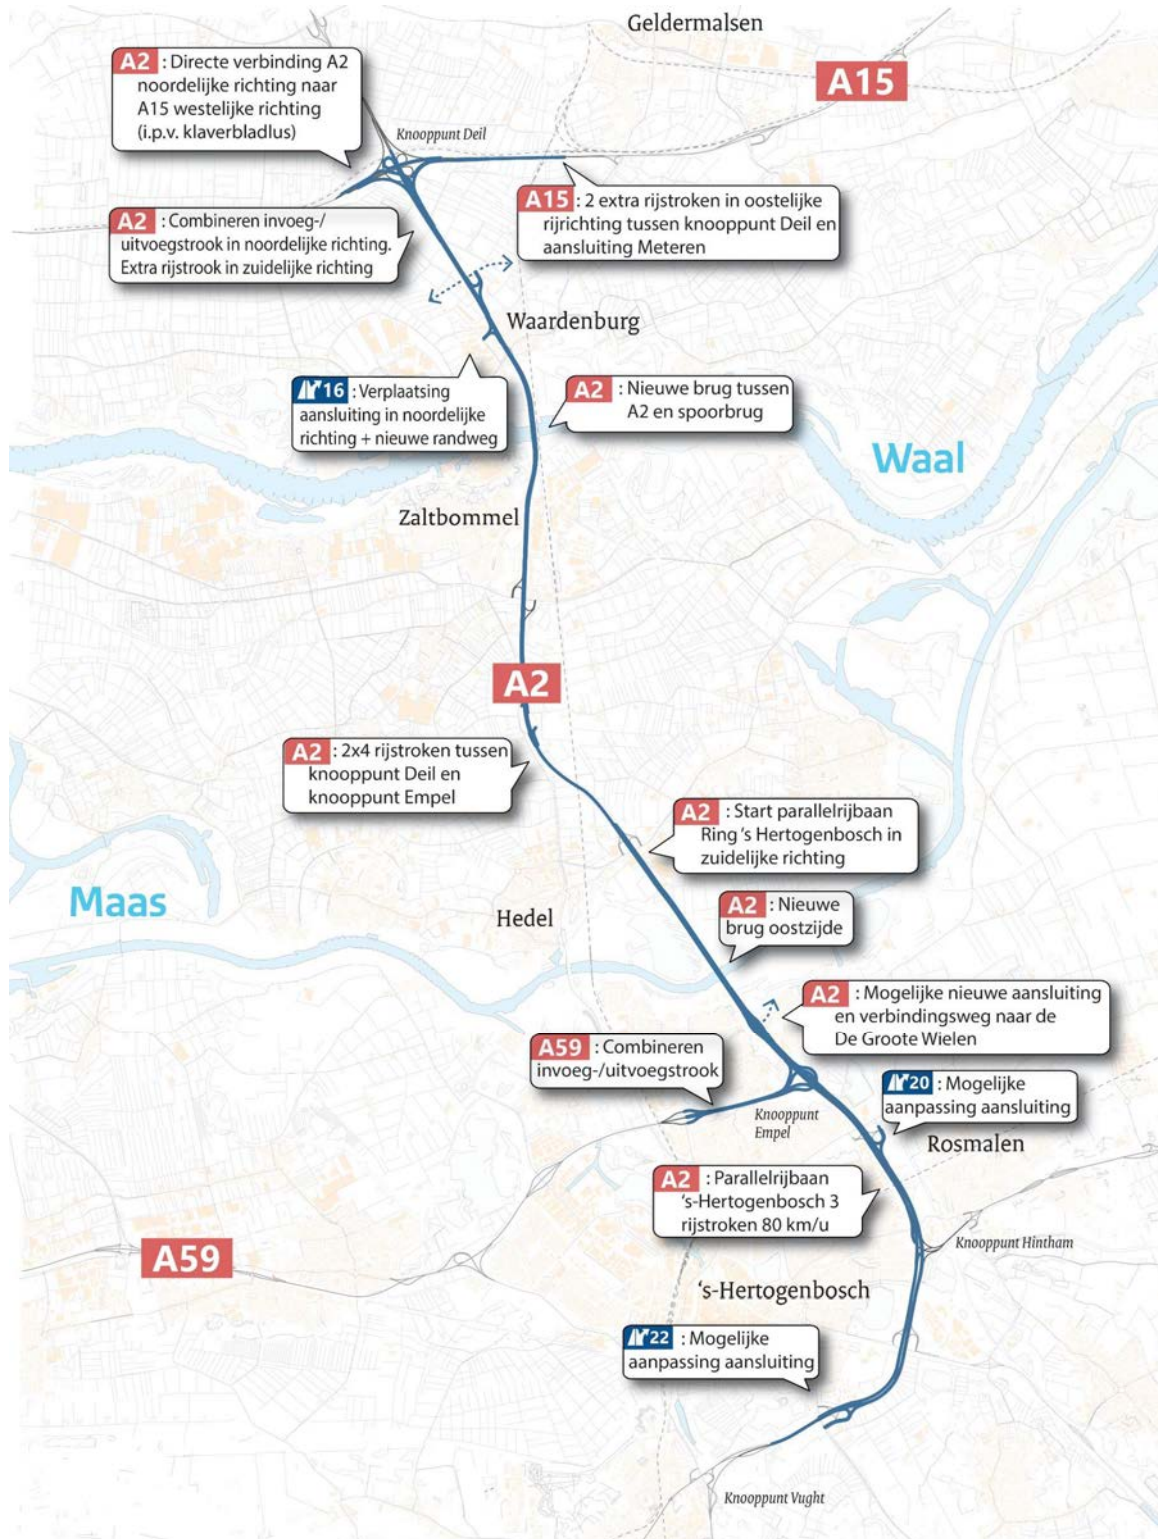 Geldermalsen
A2 : Directe verbinding A2
noordelijke richting naar
A15 westelijke richting
(i.p.v. klaverbladlus)
A15
Knooppunt Deil
A15 : 2 extra rijstroken in oostelijke
rijrichting tussen knooppunt Deil en
aansluiting Meteren
A2 : Combineren invoeg-/
uitvoegstrook in noordelijke richting.
Extra rijstrook in zuidelijke richting
Waardenburg
16 : Verplaatsing
aansluiting in noordelijke
richting + nieuwe randweg
A2 : Nieuwe brug tussen
A2 en spoorbrug
Waal
Zaltbommel
A2
A2 : 2x4 rijstroken tussen
knooppunt Deil en
knooppunt Empel
A2 : Start parallelrijbaan
Ring 's Hertogenbosch in
zuidelijke richting
Maas
Hedel
A2 : Nieuwe
brug oostzijde
A2 : Mogelijke nieuwe aansluiting
en verbindingsweg naar de
De Groote Wielen
A59 : Combineren
invoeg-/uitvoegstrook
20 : Mogelijke
aanpassing aansluiting
Knooppunt
Empel
Rosmalen
A2 : Parallelrijbaan
's-Hertogenbosch 3
rijstroken 80 km/u
Knooppunt Hintham
A59
's-Hertogenbosch
22 : Mogelijke
aanpassing aansluiting
Knooppunt Vught